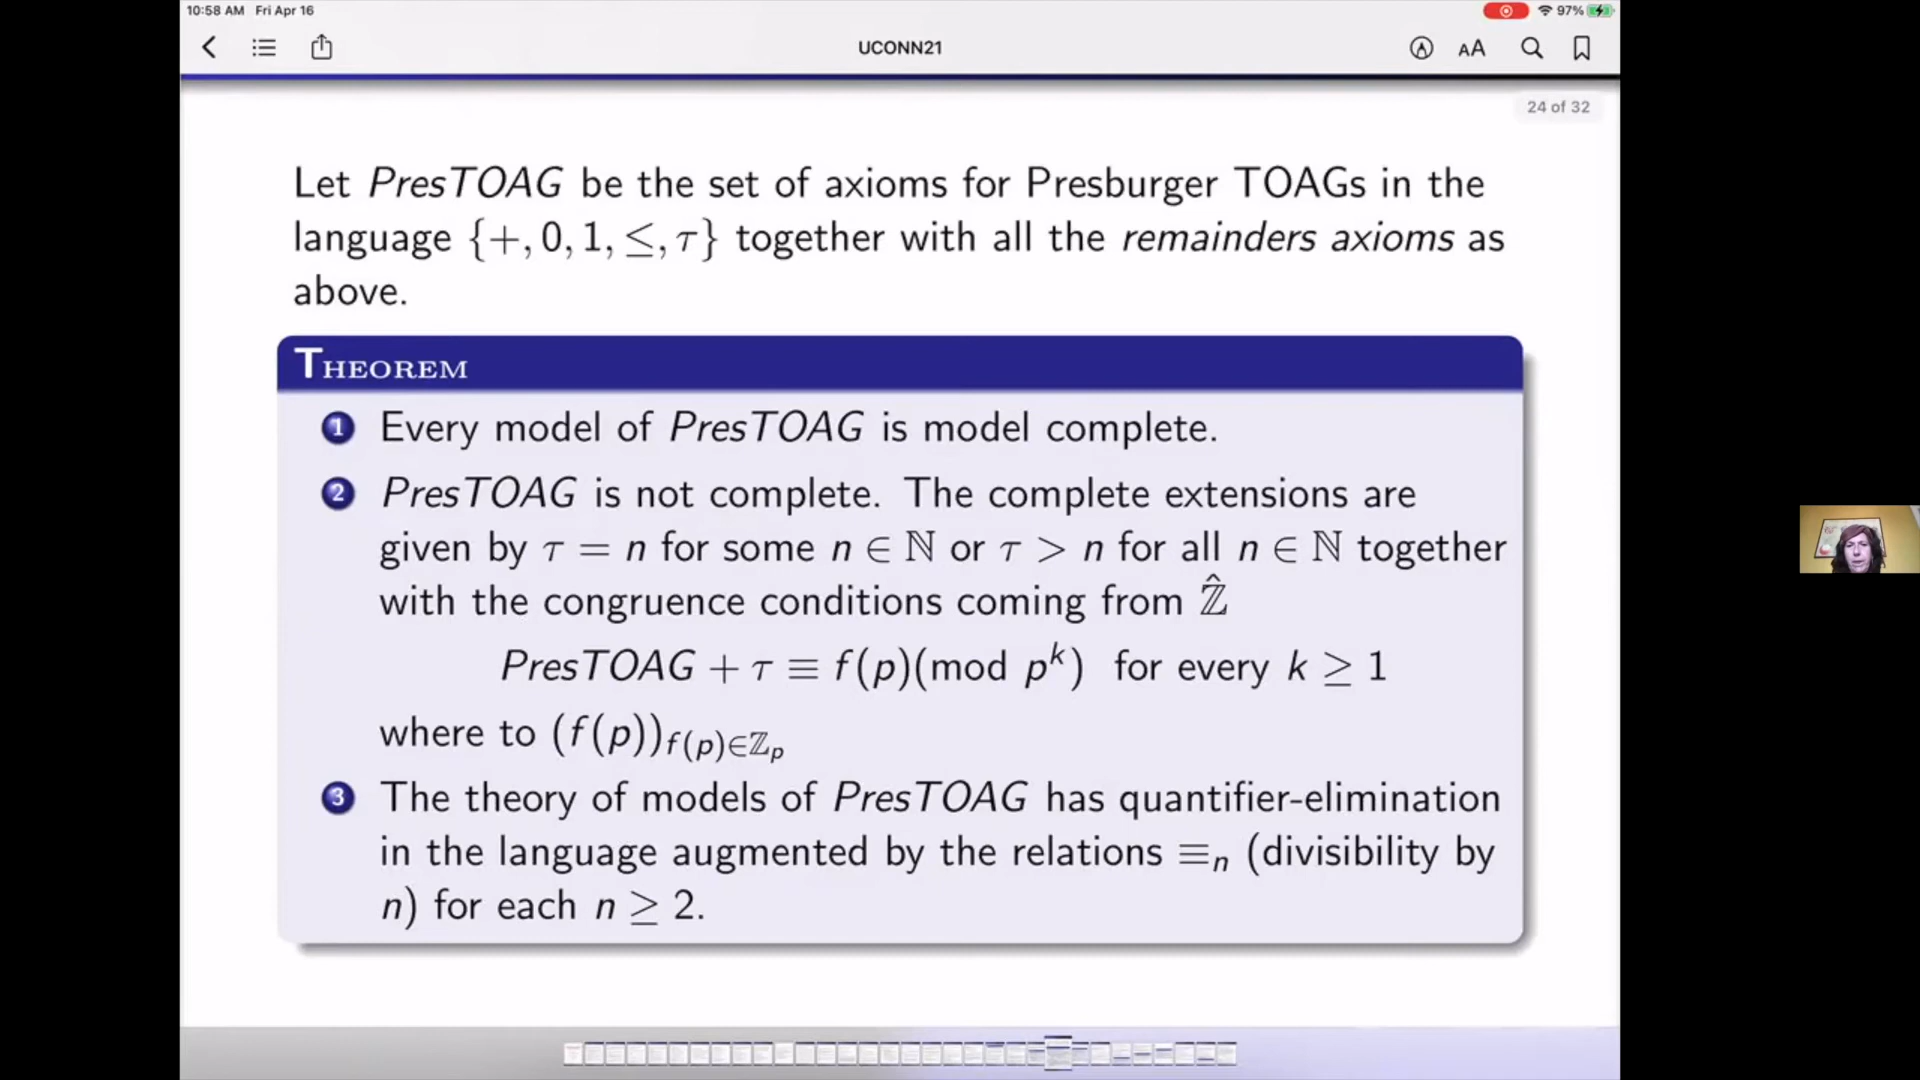 10:58 AM Fri Apr 16
97%
UCONN21
AA
24 of 32
Let PresTOAG be the set of axioms for Presburger TOAGs in the
language {+, 0, 1, ≤, τ} together with all the remainders axioms as
above.
THEOREM
1 Every model of PresTOAG is model complete.
2 PresTOAG is not complete. The complete extensions are
given by τ = n for some n ∈ ℕ or τ > n for all n ∈ ℕ together
with the congruence conditions coming from ℤ̂
PresTOAG + τ ≡ f(p)(mod p^k) for every k ≥ 1
where to (f(p))_{f(p)∈ℤ_p}
3 The theory of models of PresTOAG has quantifier-elimination
in the language augmented by the relations ≡_n (divisibility by
n) for each n ≥ 2.